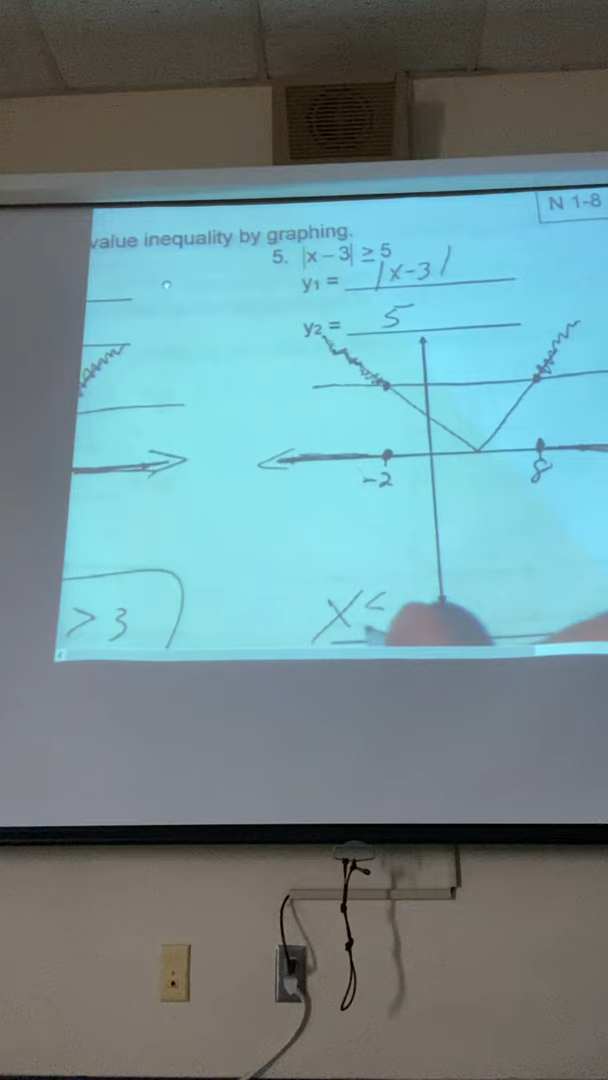 N 1-8
value inequality by graphing.
5. |x – 3| ≥ 5
y1 = |x-3|
y2 = 5
-2
8
> 3
X <